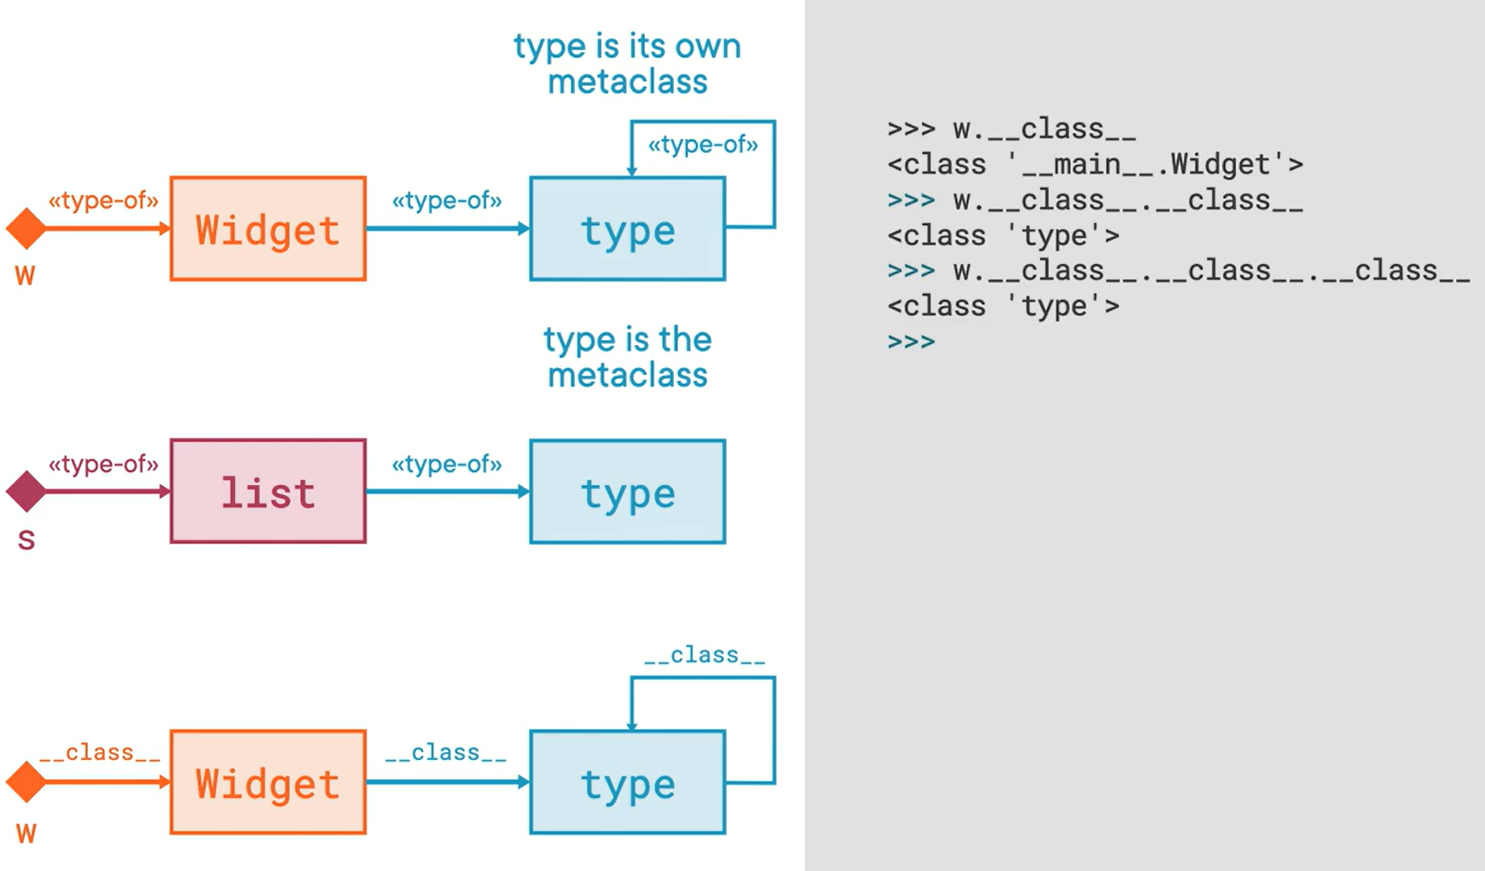 type is its own
metaclass
«type-of»
«type-of»
«type-of»
Widget
type
w
type is the
metaclass
«type-of»
«type-of»
list
type
s
__class__
__class__
__class__
Widget
type
w
>>> w.__class__
<class '__main__.Widget'>
>>> w.__class__.__class__
<class 'type'>
>>> w.__class__.__class__.__class__
<class 'type'>
>>>